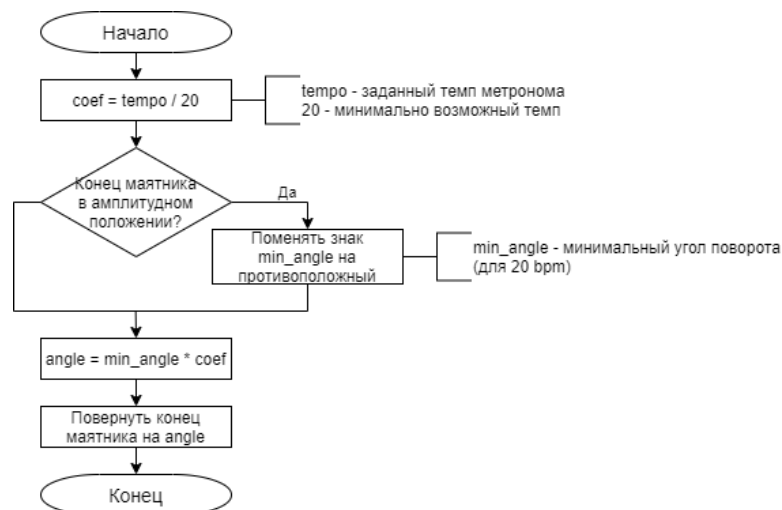 Начало
coef = tempo / 20
tempo - заданный темп метронома
20 - минимально возможный темп
Конец маятника
в амплитудном
положении?
Да
Поменять знак
min_angle на
противоположный
min_angle - минимальный угол поворота
(для 20 bpm)
angle = min_angle * coef
Повернуть конец
маятника на angle
Конец